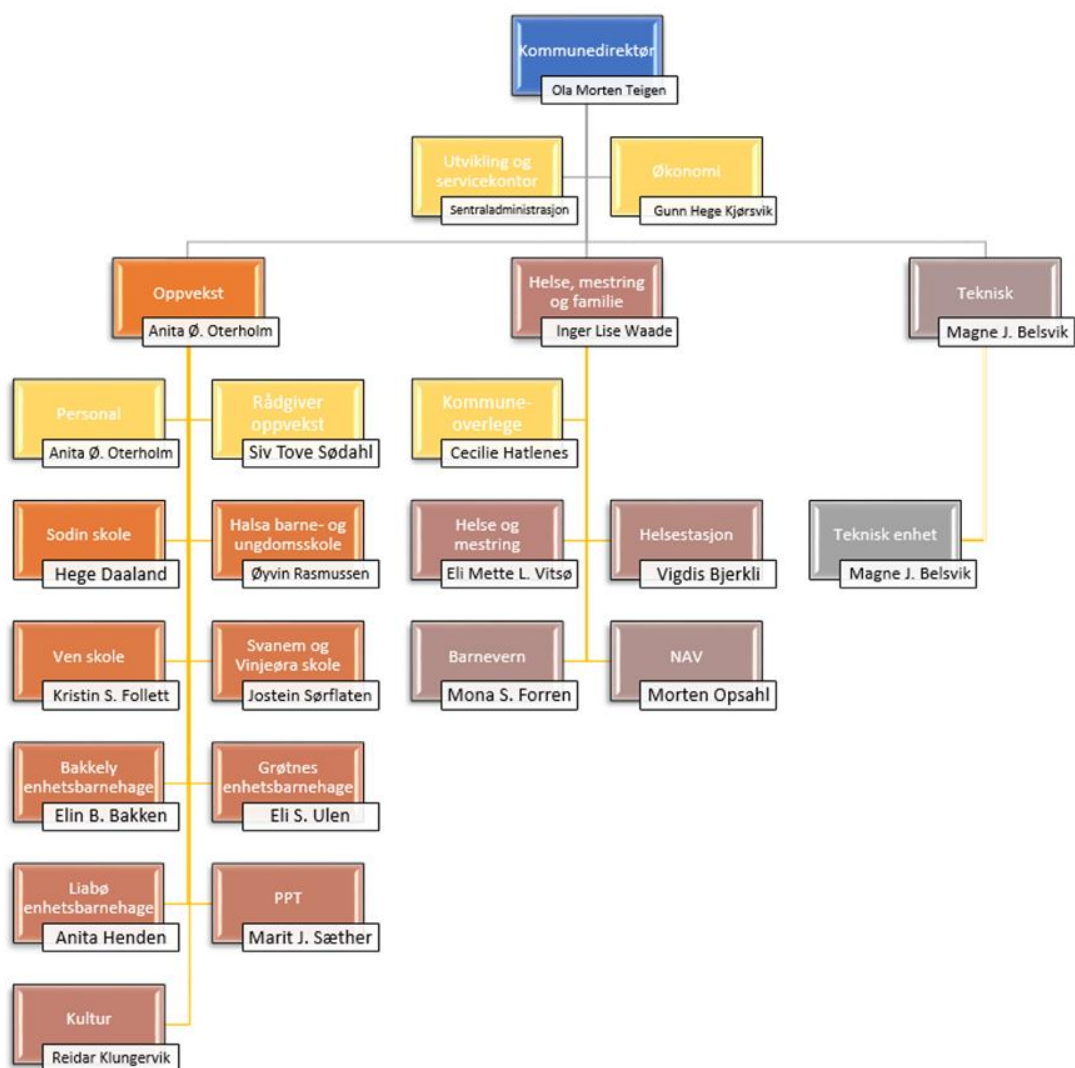 Kommunedirektør
Ola Morten Teigen
Utvikling og
servicekontor
Sentraladministrasjon
Økonomi
Gunn Hege Kjørsvik
Oppvekst
Anita Ø. Oterholm
Helse, mestring
og familie
Inger Lise Waade
Teknisk
Magne J. Belsvik
Personal
Anita Ø. Oterholm
Rådgiver
oppvekst
Siv Tove Sødahl
Kommune-
overlege
Cecilie Hatlenes
Sodin skole
Hege Daaland
Halsa barne- og
ungdomsskole
Øyvin Rasmussen
Helse og
mestring
Eli Mette L. Vitsø
Helsestasjon
Vigdis Bjerkli
Teknisk enhet
Magne J. Belsvik
Ven skole
Kristin S. Follett
Svanem og
Vinjeøra skole
Jostein Sørflaten
Barnevern
Mona S. Forren
NAV
Morten Opsahl
Bakkely
enhetsbarnehage
Elin B. Bakken
Grøtnes
enhetsbarnehage
Eli S. Ulen
Liabø
enhetsbarnehage
Anita Henden
PPT
Marit J. Sæther
Kultur
Reidar Klungervik